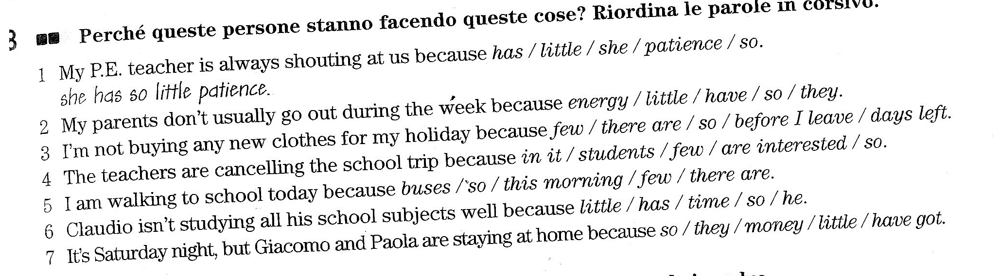 3 Perché queste persone stanno facendo queste cose? Riordina le parole in corsivo.
1 My P.E. teacher is always shouting at us because has / little / she / patience / so.
she has so little patience.
2 My parents don't usually go out during the week because energy / little / have / so / they.
3 I'm not buying any new clothes for my holiday because few / there are / so / before I leave / days left.
4 The teachers are cancelling the school trip because in it / students / few / are interested / so.
5 I am walking to school today because buses / so / this morning / few / there are.
6 Claudio isn't studying all his school subjects well because little / has / time / so / he.
7 It's Saturday night, but Giacomo and Paola are staying at home because so / they / money / little / have got.